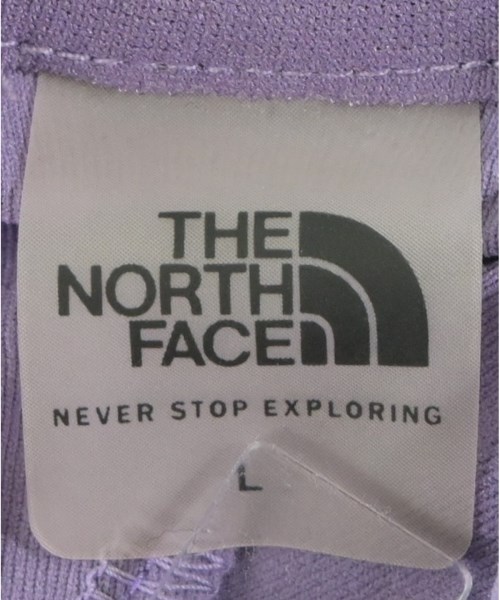 THE
NORTH
FACE
NEVER STOP EXPLORING
L